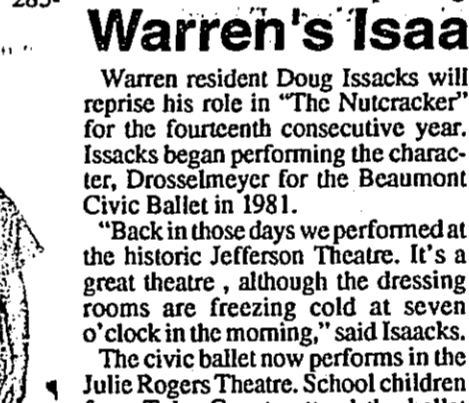 285-
Warren's Isaa
Warren resident Doug Issacks will
reprise his role in “The Nutcracker”
for the fourteenth consecutive year.
Issacks began performing the charac-
ter, Drosselmeyer for the Beaumont
Civic Ballet in 1981.
“Back in those days we performed at
the historic Jefferson Theatre. It's a
great theatre , although the dressing
rooms are freezing cold at seven
o'clock in the morning,” said Isaacks.
The civic ballet now performs in the
Julie Rogers Theatre. School children